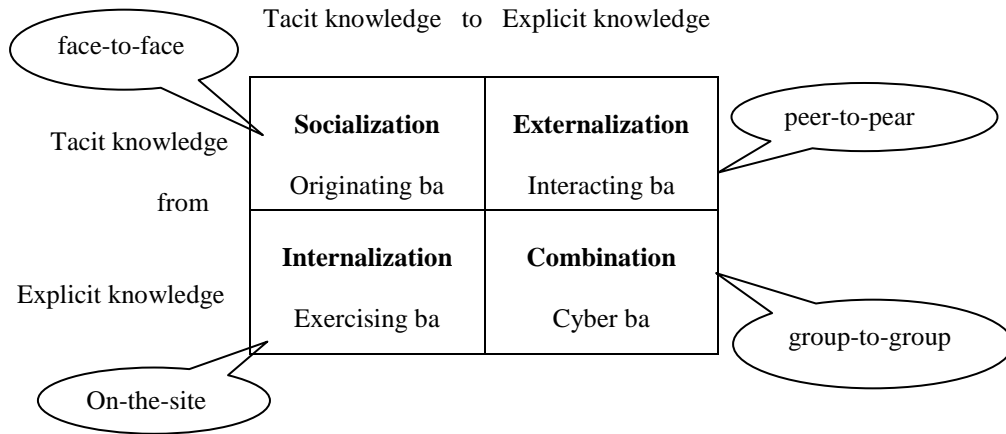 Tacit knowledge to Explicit knowledge
face-to-face
Socialization
Externalization
peer-to-pear
Tacit knowledge
Originating ba
Interacting ba
from
Internalization
Combination
Explicit knowledge
Exercising ba
Cyber ba
group-to-group
On-the-site